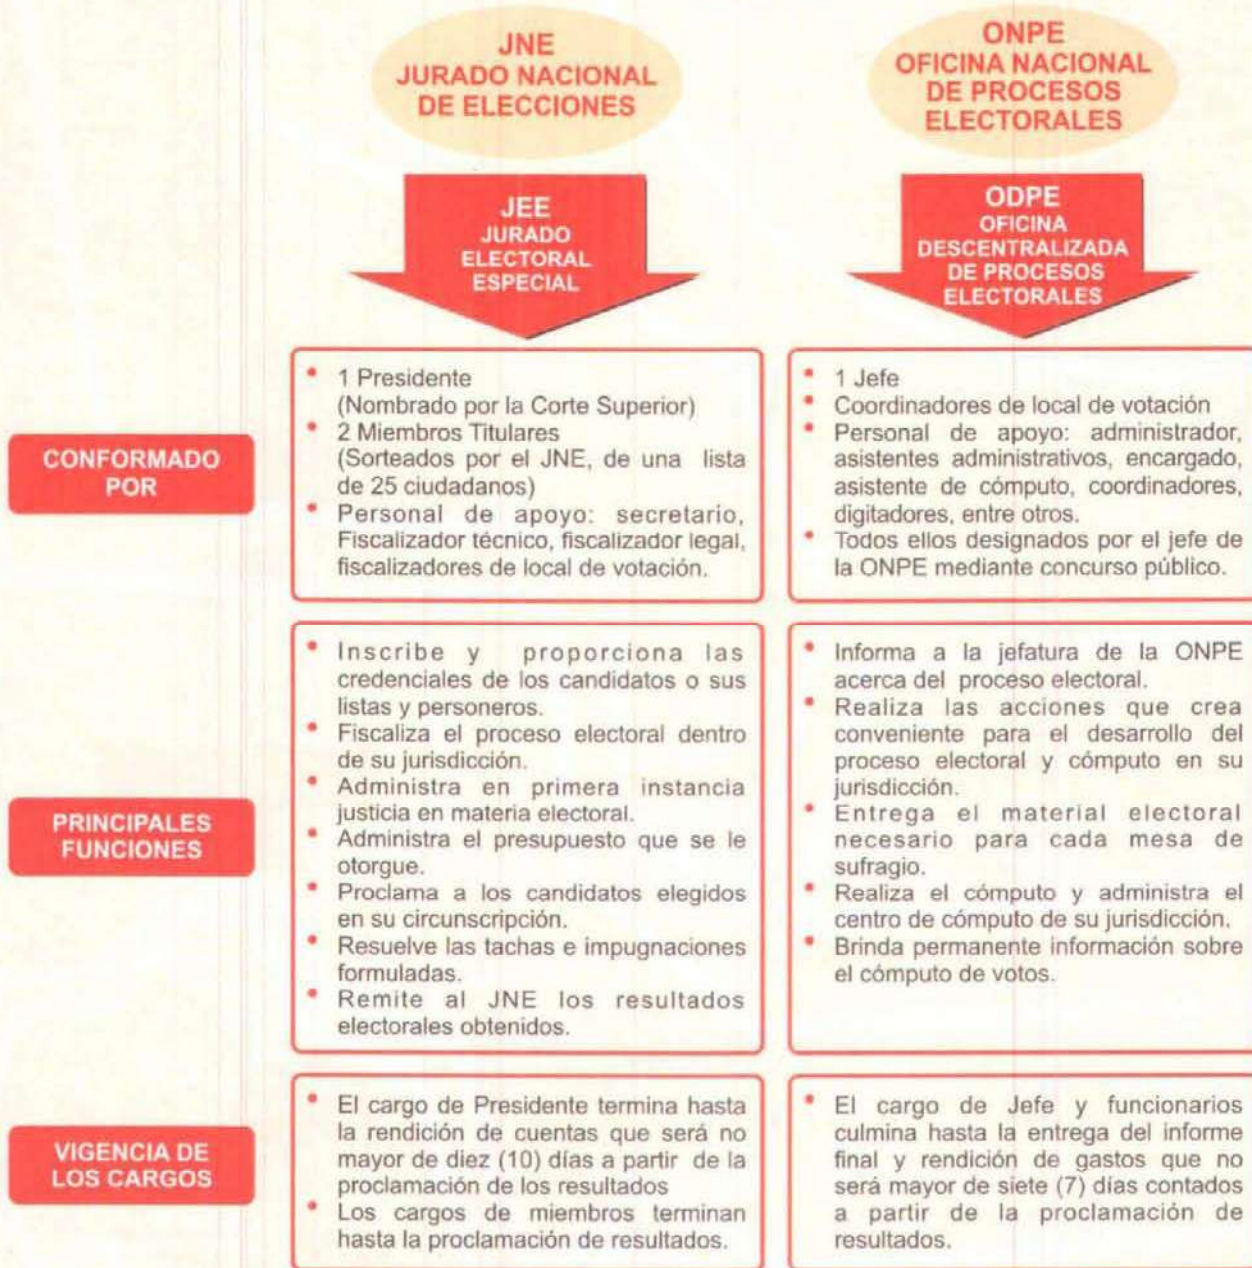 JNE
JURADO NACIONAL
DE ELECCIONES
ONPE
OFICINA NACIONAL
DE PROCESOS
ELECTORALES
JEE
JURADO
ELECTORAL
ESPECIAL
ODPE
OFICINA
DESCENTRALIZADA
DE PROCESOS
ELECTORALES
CONFORMADO
POR
• 1 Presidente
(Nombrado por la Corte Superior)
• 2 Miembros Titulares
(Sorteados por el JNE, de una lista
de 25 ciudadanos)
• Personal de apoyo: secretario,
Fiscalizador técnico, fiscalizador legal,
fiscalizadores de local de votación.
• 1 Jefe
• Coordinadores de local de votación
• Personal de apoyo: administrador,
asistentes administrativos, encargado,
asistente de cómputo, coordinadores,
digitadores, entre otros.
• Todos ellos designados por el jefe de
la ONPE mediante concurso público.
PRINCIPALES
FUNCIONES
• Inscribe y proporciona las
credenciales de los candidatos o sus
listas y personeros.
• Fiscaliza el proceso electoral dentro
de su jurisdicción.
• Administra en primera instancia
justicia en materia electoral.
• Administra el presupuesto que se le
otorgue.
• Proclama a los candidatos elegidos
en su circunscripción.
• Resuelve las tachas e impugnaciones
formuladas.
• Remite al JNE los resultados
electorales obtenidos.
• Informa a la jefatura de la ONPE
acerca del proceso electoral.
• Realiza las acciones que crea
conveniente para el desarrollo del
proceso electoral y cómputo en su
jurisdicción.
• Entrega el material electoral
necesario para cada mesa de
sufragio.
• Realiza el cómputo y administra el
centro de cómputo de su jurisdicción.
• Brinda permanente información sobre
el cómputo de votos.
VIGENCIA DE
LOS CARGOS
• El cargo de Presidente termina hasta
la rendición de cuentas que será no
mayor de diez (10) días a partir de la
proclamación de los resultados
• Los cargos de miembros terminan
hasta la proclamación de resultados.
• El cargo de Jefe y funcionarios
culmina hasta la entrega del informe
final y rendición de gastos que no
será mayor de siete (7) días contados
a partir de la proclamación de
resultados.